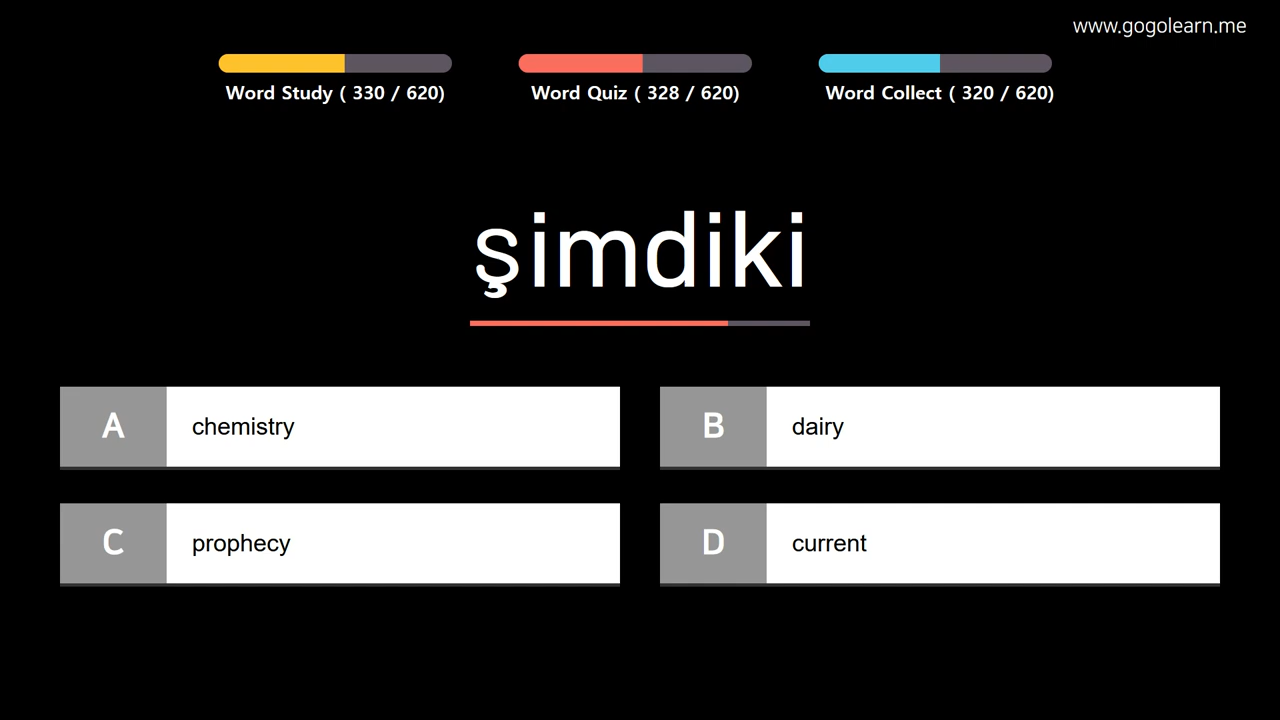 www.gogolearn.me
Word Study ( 330 / 620)
Word Quiz ( 328 / 620)
Word Collect ( 320 / 620)
şimdiki
A chemistry
B dairy
C prophecy
D current